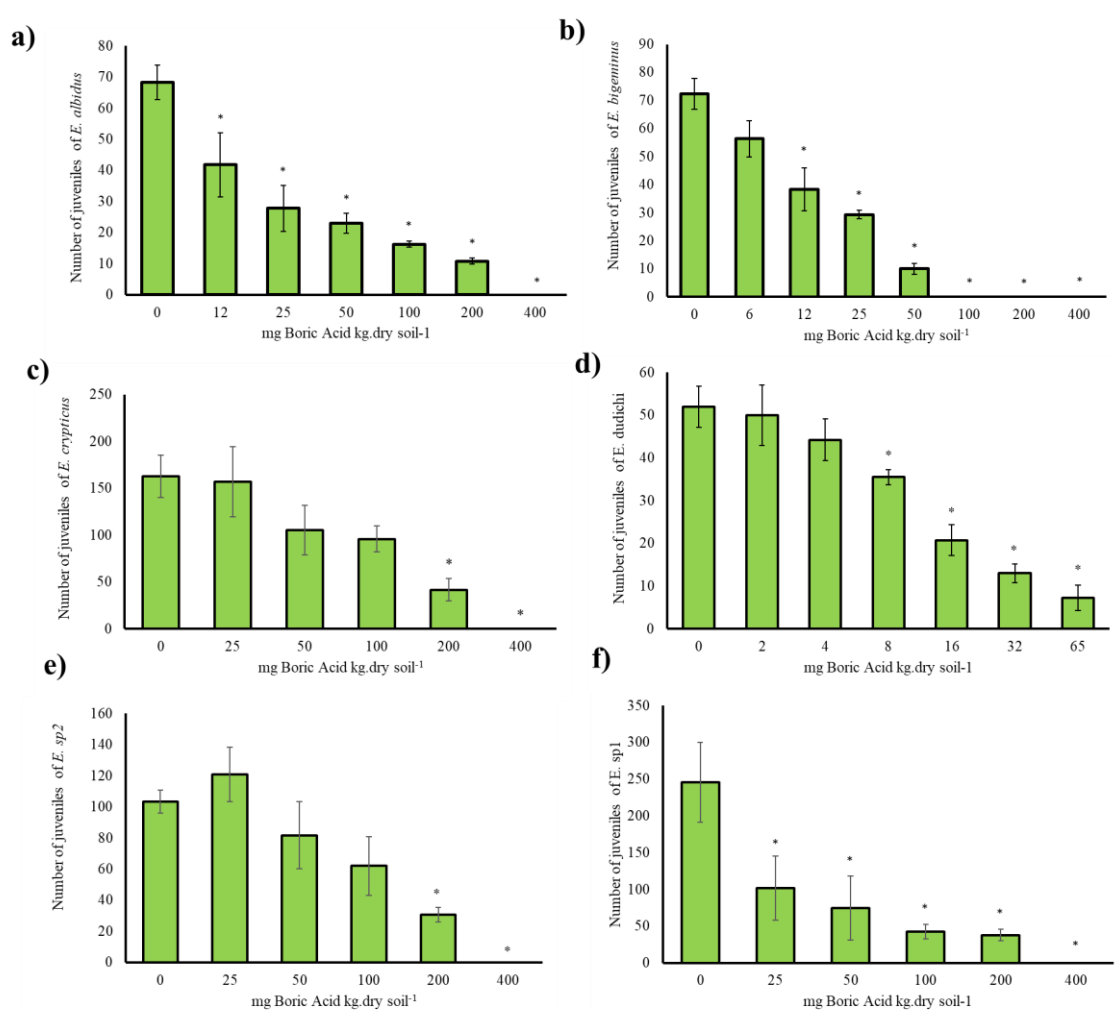 a)
Number of juveniles of E. albidus
80
70
60
50
40
30
20
10
0
* * * * * *
0 12 25 50 100 200 400
mg Boric Acid kg.dry soil-1
b)
Number of juveniles of E. bigeminus
90
80
70
60
50
40
30
20
10
0
* * * * * *
0 6 12 25 50 100 200 400
mg Boric Acid kg.dry soil⁻¹
c)
Number of juveniles of E. crypticus
250
200
150
100
50
0
* *
0 25 50 100 200 400
mg Boric Acid kg.dry soil⁻¹
d)
Number of juveniles of E. dudichi
60
50
40
30
20
10
0
* * * *
0 2 4 8 16 32 65
mg Boric Acid kg.dry soil-1
e)
Number of juveniles of E. sp2
160
140
120
100
80
60
40
20
0
* *
0 25 50 100 200 400
mg Boric Acid kg.dry soil⁻¹
f)
Number of juveniles of E. sp1
350
300
250
200
150
100
50
0
* * * * *
0 25 50 100 200 400
mg Boric Acid kg.dry soil-1